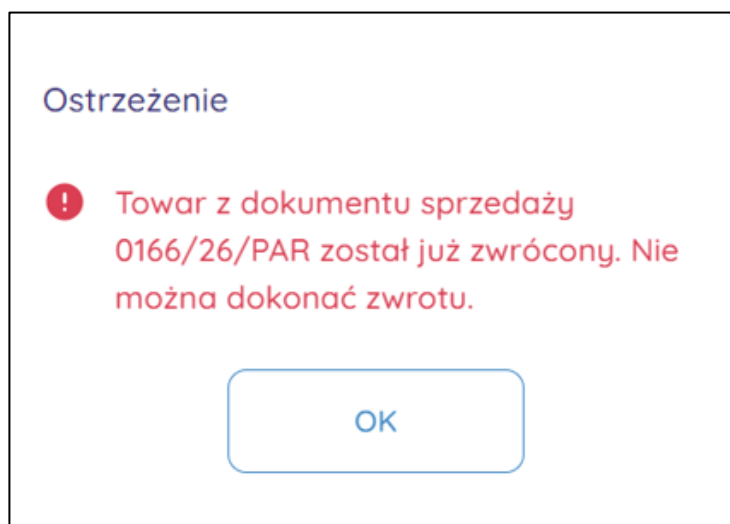 Ostrzeżenie
Towar z dokumentu sprzedaży
0166/26/PAR został już zwrócony. Nie
można dokonać zwrotu.
OK